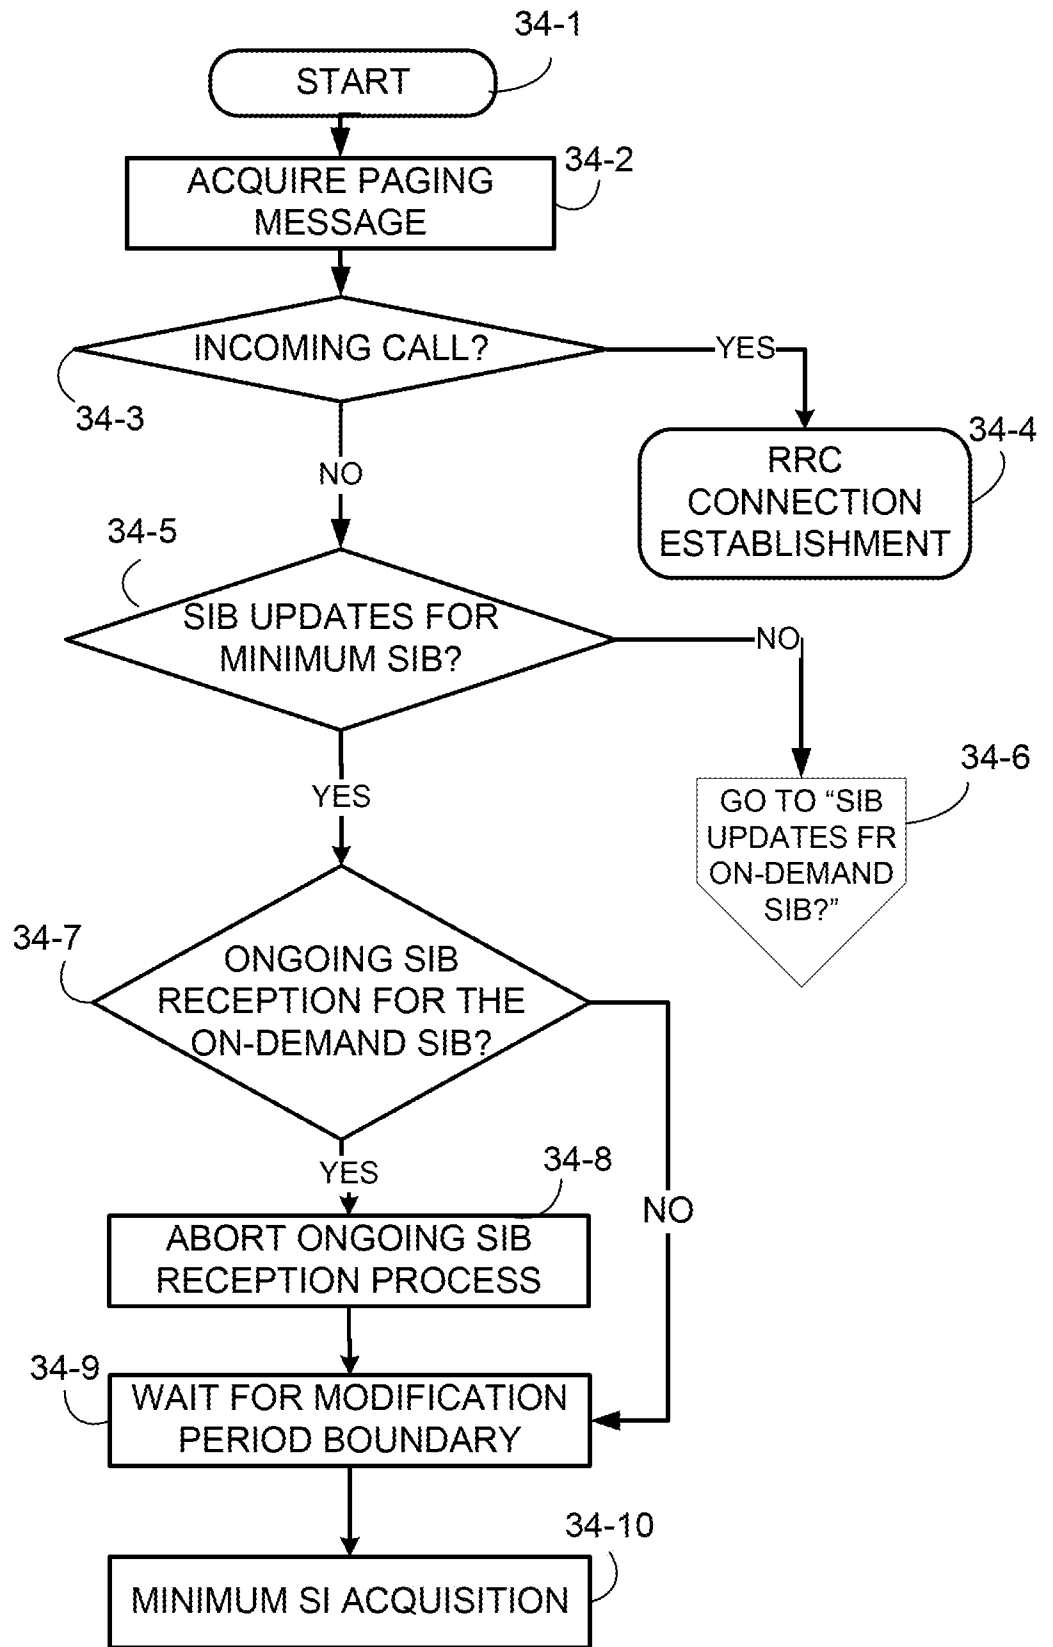 34-1
START
34-2
ACQUIRE PAGING
MESSAGE
INCOMING CALL?
YES
34-3
34-4
RRC
CONNECTION
ESTABLISHMENT
NO
34-5
SIB UPDATES FOR
MINIMUM SIB?
NO
34-6
YES
GO TO “SIB
UPDATES FR
ON-DEMAND
SIB?”
34-7
ONGOING SIB
RECEPTION FOR THE
ON-DEMAND SIB?
YES
34-8
NO
ABORT ONGOING SIB
RECEPTION PROCESS
34-9
WAIT FOR MODIFICATION
PERIOD BOUNDARY
34-10
MINIMUM SI ACQUISITION